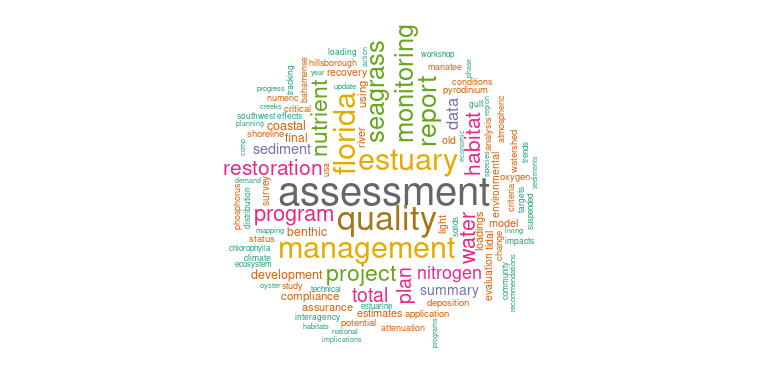 monitoring
seagrass
action
loading
workshop
hillsborough
manatee
phase
recovery
tracking
bahamense
year
report
conditions
progress
update
using
pyrodinium
numeric
nutrient
florida
data
gulf
region
creeks
critical
atmospheric
southwest
effects
planning
coastal
river
habitat
analysis
shoreline
final
old
economic
watershed
comp
sediment
estuary
species
environmental
trends
restoration
usa
oxygen
sediments
demand
survey
assessment
criteria
targets
suspended
phosphorus
distribution
program
quality
light
solids
water
loadings
model
mapping
benthic
living
status
tidal
change
impacts
chlorophylla
management
climate
ecosystem
evaluation
community
recommendations
development
project
plan
nitrogen
oyster
study
technical
total
summary
compliance
deposition
assurance
estuarine
estimates
application
interagency
potential
habitats
national
attenuation
programs
implications